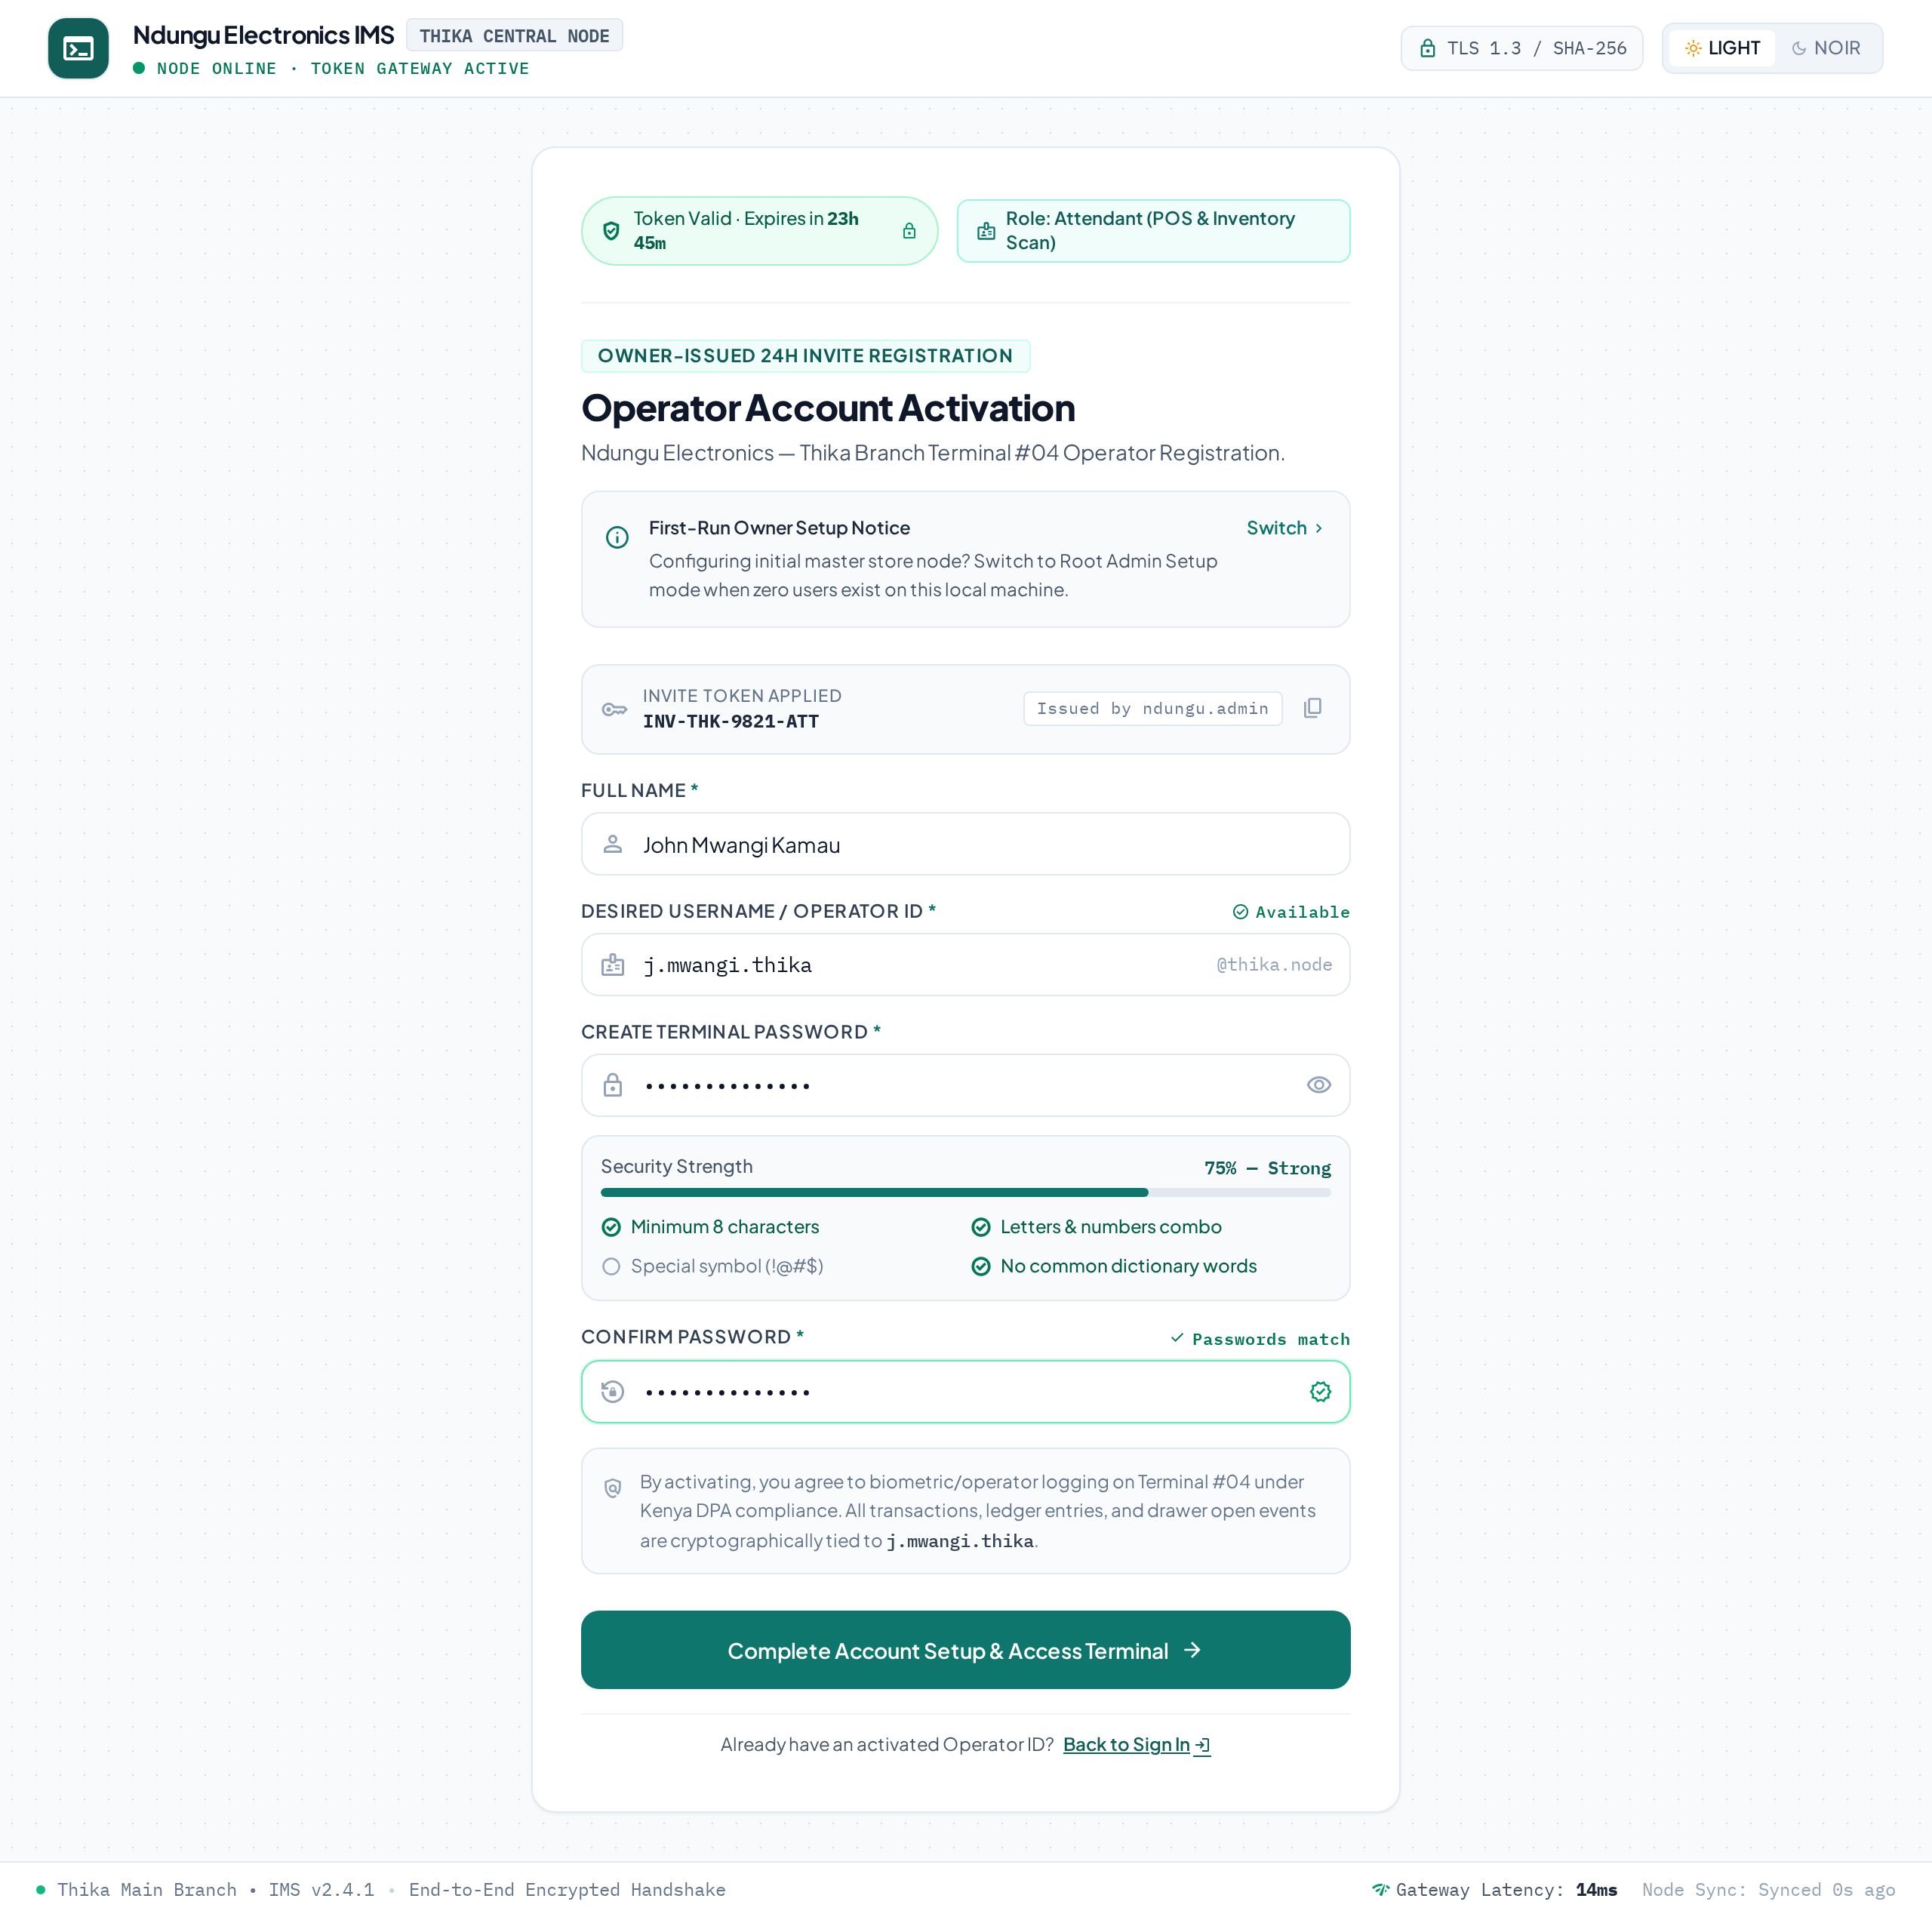 Ndungu Electronics IMS THIKA CENTRAL NODE
NODE ONLINE · TOKEN GATEWAY ACTIVE
TLS 1.3 / SHA-256
LIGHT
NOIR
Token Valid · Expires in 23h
45m
Role: Attendant (POS & Inventory
Scan)
OWNER-ISSUED 24H INVITE REGISTRATION
Operator Account Activation
Ndungu Electronics — Thika Branch Terminal #04 Operator Registration.
First-Run Owner Setup Notice
Switch
Configuring initial master store node? Switch to Root Admin Setup
mode when zero users exist on this local machine.
INVITE TOKEN APPLIED
INV-THK-9821-ATT
Issued by ndungu.admin
FULL NAME *
John Mwangi Kamau
DESIRED USERNAME / OPERATOR ID *
Available
j.mwangi.thika
@thika.node
CREATE TERMINAL PASSWORD *
••••••••••••••
Security Strength
75% — Strong
Minimum 8 characters
Letters & numbers combo
Special symbol (!@#$)
No common dictionary words
CONFIRM PASSWORD *
Passwords match
••••••••••••••
By activating, you agree to biometric/operator logging on Terminal #04 under
Kenya DPA compliance. All transactions, ledger entries, and drawer open events
are cryptographically tied to j.mwangi.thika.
Complete Account Setup & Access Terminal →
Already have an activated Operator ID? Back to Sign In
Thika Main Branch • IMS v2.4.1 • End-to-End Encrypted Handshake
Gateway Latency: 14ms
Node Sync: Synced 0s ago